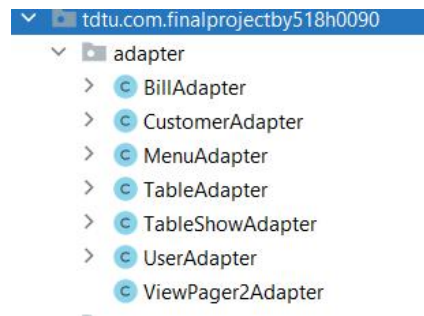 tdtu.com.finalprojectby518h0090
adapter
C BillAdapter
C CustomerAdapter
C MenuAdapter
C TableAdapter
C TableShowAdapter
C UserAdapter
C ViewPager2Adapter